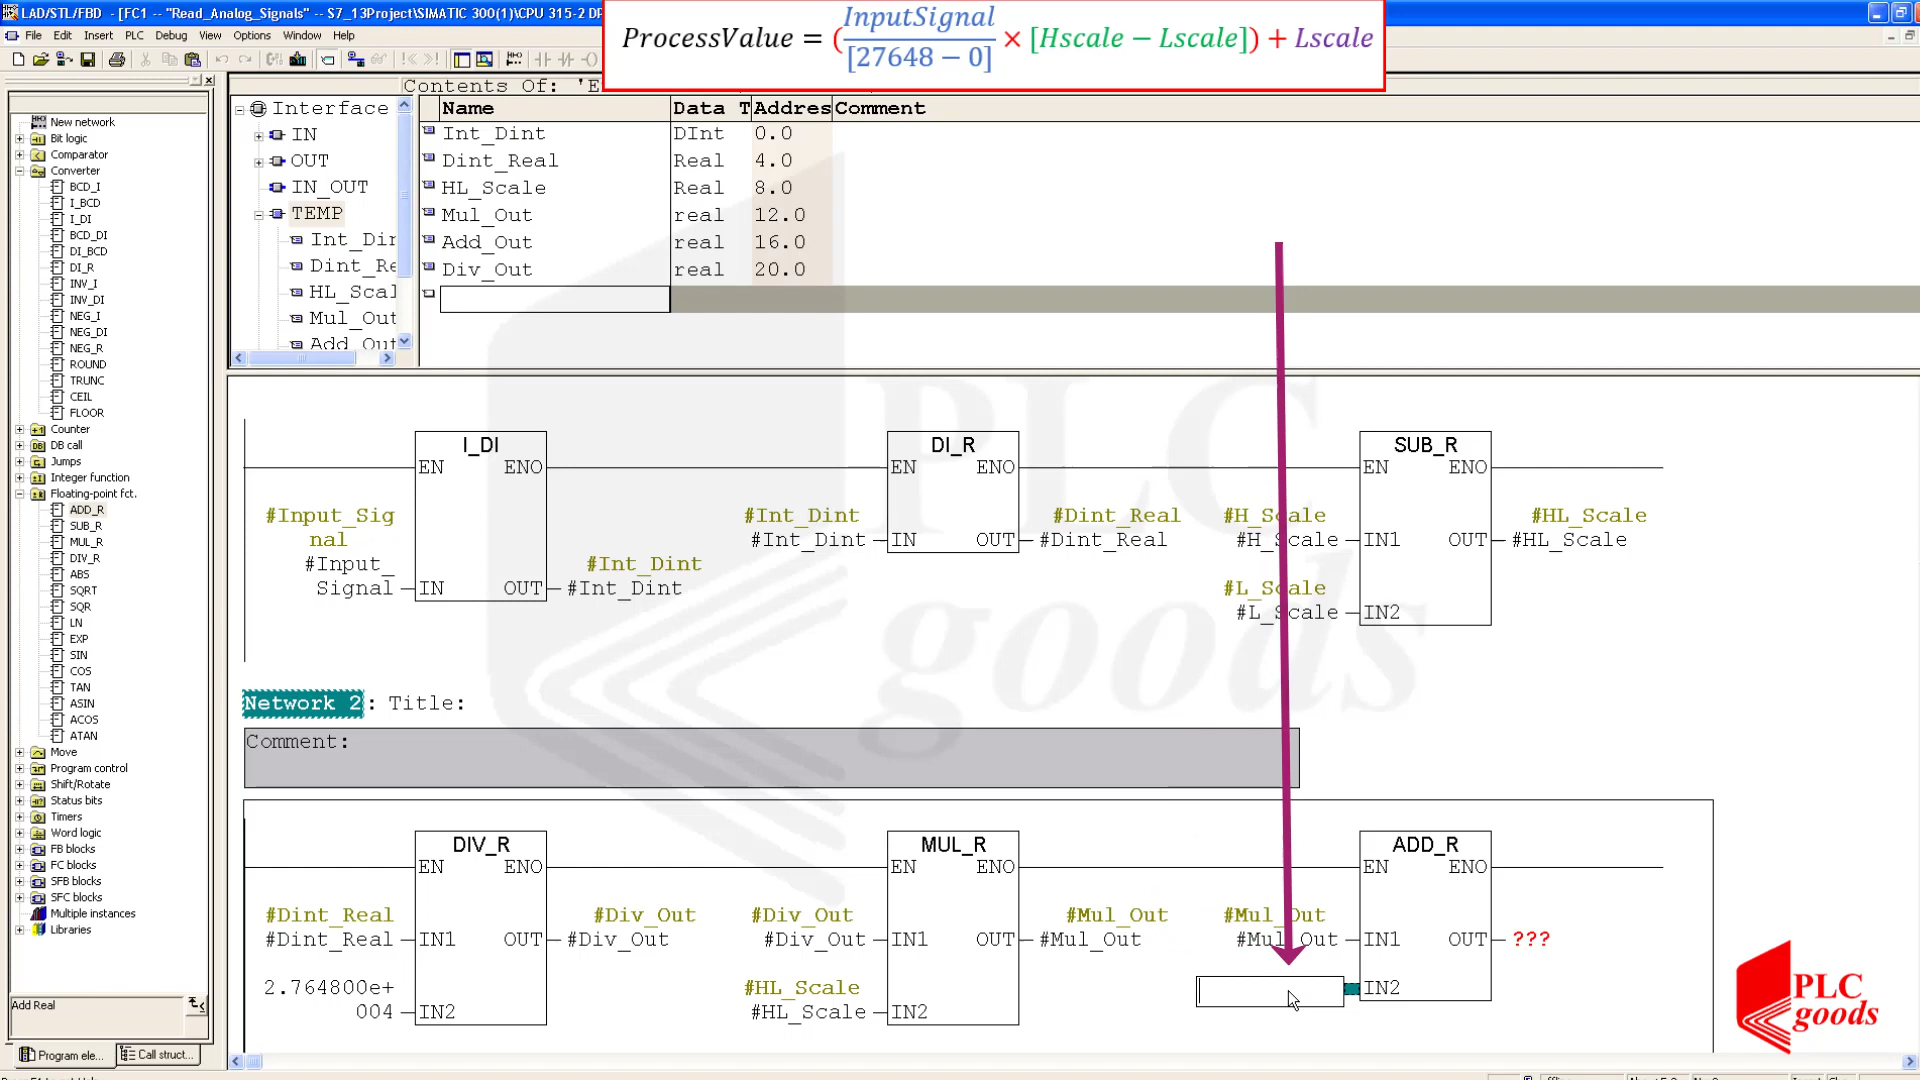 LAD/STL/FBD - [FC1 -- "Read_Analog_Signals" -- S7_13Project\SIMATIC 300(1)\CPU 315-2 DP
File Edit Insert PLC Debug View Options Window Help
ProcessValue = (InputSignal / [27648 − 0] × [Hscale − Lscale]) + Lscale
Contents Of: 'E
Interface
IN
OUT
IN_OUT
TEMP
Int_Din
Dint_Re
HL_Scal
Mul_Out
Add_Out
Name Data T Addres Comment
Int_Dint DInt 0.0
Dint_Real Real 4.0
HL_Scale Real 8.0
Mul_Out real 12.0
Add_Out real 16.0
Div_Out real 20.0
New network
Bit logic
Comparator
Converter
BCD_I
I_BCD
I_DI
BCD_DI
DI_BCD
DI_R
INV_I
INV_DI
NEG_I
NEG_DI
NEG_R
ROUND
TRUNC
CEIL
FLOOR
Counter
DB call
Jumps
Integer function
Floating-point fct.
ADD_R
SUB_R
MUL_R
DIV_R
ABS
SQRT
SQR
LN
EXP
SIN
COS
TAN
ASIN
ACOS
ATAN
Move
Program control
Shift/Rotate
Status bits
Timers
Word logic
FB blocks
FC blocks
SFB blocks
SFC blocks
Multiple instances
Libraries
Add Real
Program ele... Call struct...
I_DI
EN ENO
#Input_Sig
nal
#Input_
Signal IN OUT #Int_Dint
#Int_Dint
DI_R
EN ENO
#Int_Dint #Dint_Real
#Int_Dint IN OUT #Dint_Real
SUB_R
EN ENO
#H_Scale #HL_Scale
#H_Scale IN1 OUT #HL_Scale
#L_Scale
#L_Scale IN2
Network 2: Title:
Comment:
DIV_R
EN ENO
#Dint_Real #Div_Out
#Dint_Real IN1 OUT #Div_Out
2.764800e+
004 IN2
MUL_R
EN ENO
#Div_Out #Mul_Out
#Div_Out IN1 OUT #Mul_Out
#HL_Scale
#HL_Scale IN2
ADD_R
EN ENO
#Mul_Out
#Mul_Out IN1 OUT ???
IN2
PLC
goods
PLC
goods